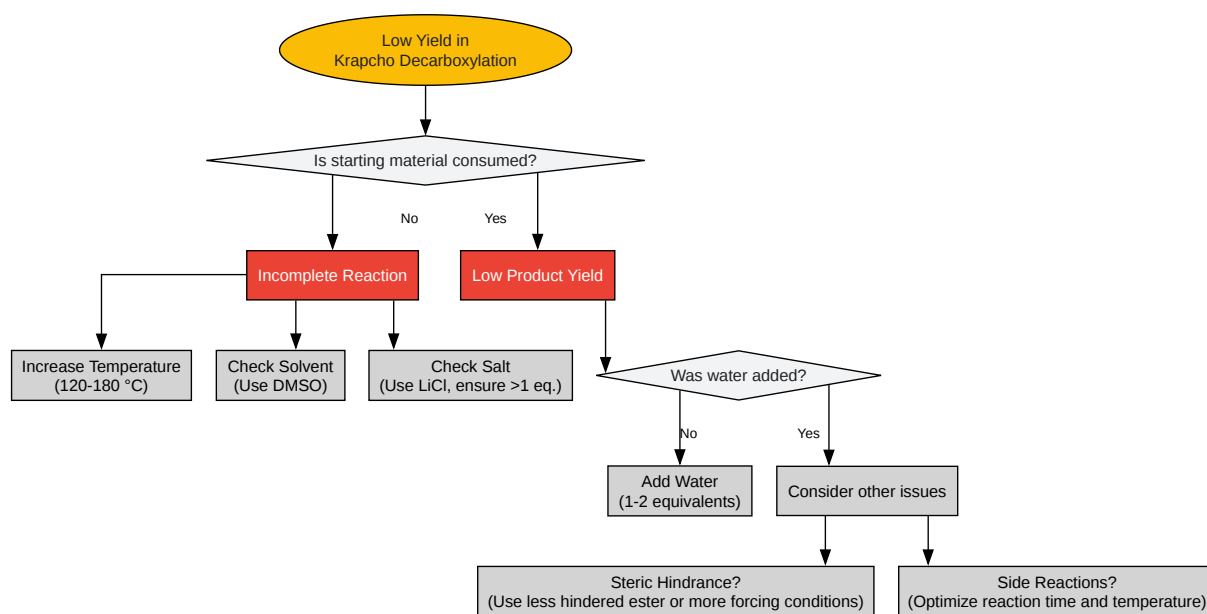 Low Yield in
Krapcho Decarboxylation
Is starting material consumed?
No
Yes
Incomplete Reaction
Low Product Yield
Increase Temperature
(120-180 °C)
Check Solvent
(Use DMSO)
Check Salt
(Use LiCl, ensure >1 eq.)
Was water added?
No
Yes
Add Water
(1-2 equivalents)
Consider other issues
Steric Hindrance?
(Use less hindered ester or more forcing conditions)
Side Reactions?
(Optimize reaction time and temperature)